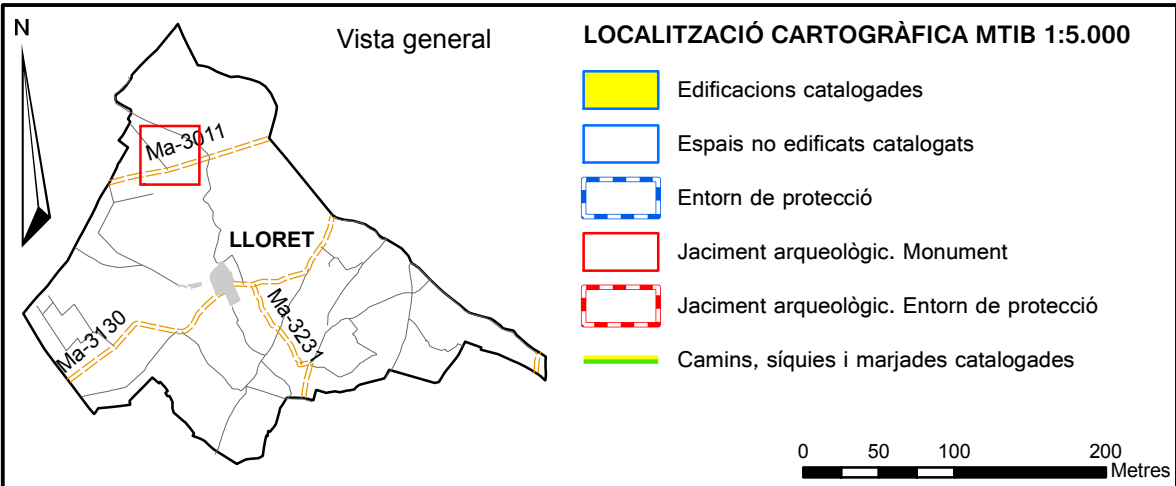 N
Vista general
Ma-3011
LLORET
Ma-3130
Ma-3231
LOCALITZACIÓ CARTOGRÀFICA MTIB 1:5.000
Edificacions catalogades
Espais no edificats catalogats
Entorn de protecció
Jaciment arqueològic. Monument
Jaciment arqueològic. Entorn de protecció
Camins, síquies i marjades catalogades
0 50 100 200
Metres